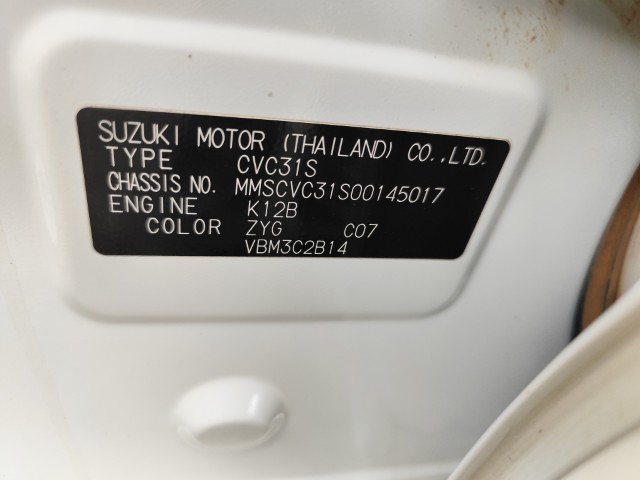 SUZUKI MOTOR (THAILAND) CO.,LTD.
TYPE CVC31S
CHASSIS NO. MMSCVC31S00145017
ENGINE K12B
COLOR ZYG C07
VBM3C2B14